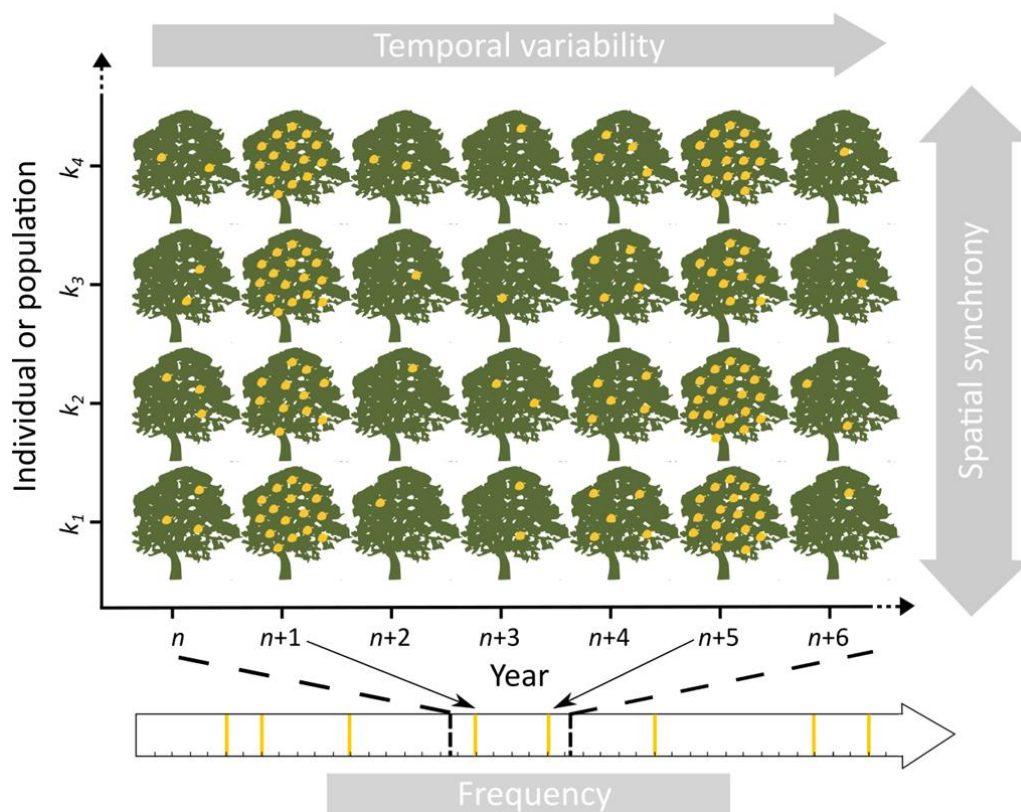 Temporal variability
Individual or population
k4
k3
k2
k1
Spatial synchrony
n
n+1
n+2
n+3
n+4
n+5
n+6
Year
Frequency